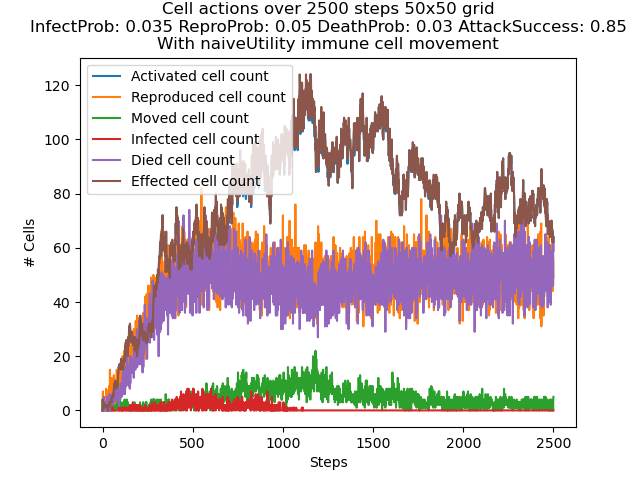 Cell actions over 2500 steps 50x50 grid
InfectProb: 0.035 ReproProb: 0.05 DeathProb: 0.03 AttackSuccess: 0.85
With naiveUtility immune cell movement
Activated cell count
Reproduced cell count
Moved cell count
Infected cell count
Died cell count
Effected cell count
# Cells
120
100
80
60
40
20
0
0 500 1000 1500 2000 2500
Steps